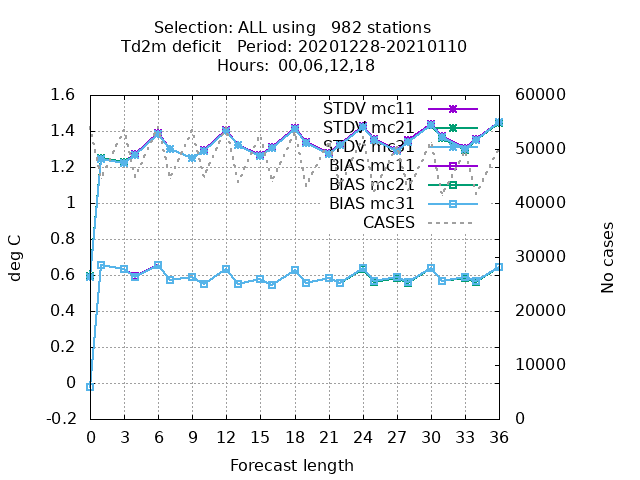 Selection: ALL using   982 stations
Td2m deficit   Period: 20201228-20210110
Hours:  00,06,12,18
deg C
1.6
1.4
1.2
1
0.8
0.6
0.4
0.2
0
-0.2
STDV mc11
STDV mc21
STDV mc31
BIAS mc11
BIAS mc21
BIAS mc31
CASES
60000
50000
40000
30000
20000
10000
0
No cases
0 3 6 9 12 15 18 21 24 27 30 33 36
Forecast length